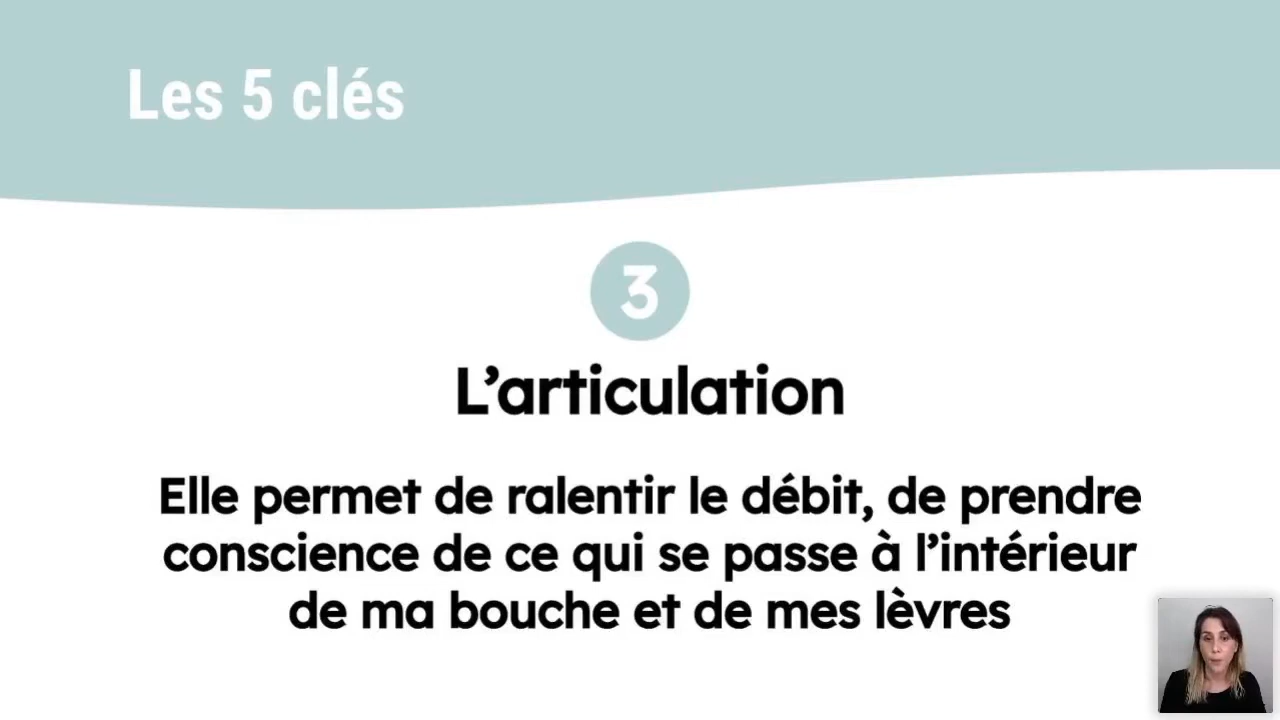 Les 5 clés
3
L’articulation
Elle permet de ralentir le débit, de prendre
conscience de ce qui se passe à l’intérieur
de ma bouche et de mes lèvres